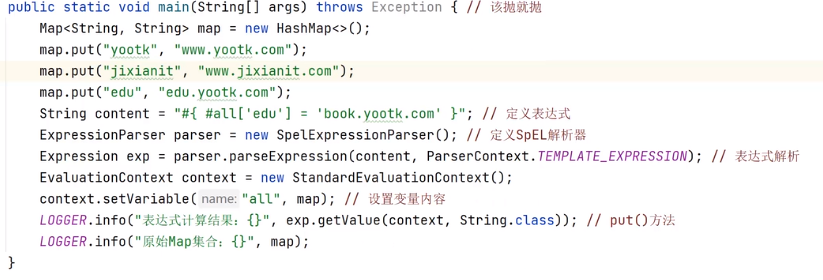 public static void main(String[] args) throws Exception { // 该抛就抛
Map<String, String> map = new HashMap<>();
map.put("yootk", "www.yootk.com");
map.put("jixianit", "www.jixianit.com");
map.put("edu", "edu.yootk.com");
String content = "#{ #all['edu'] = 'book.yootk.com' }"; // 定义表达式
ExpressionParser parser = new SpelExpressionParser(); // 定义SpEL解析器
Expression exp = parser.parseExpression(content, ParserContext.TEMPLATE_EXPRESSION); // 表达式解析
EvaluationContext context = new StandardEvaluationContext();
context.setVariable( name: "all", map); // 设置变量内容
LOGGER.info("表达式计算结果：{}", exp.getValue(context, String.class)); // put()方法
LOGGER.info("原始Map集合：{}", map);
}